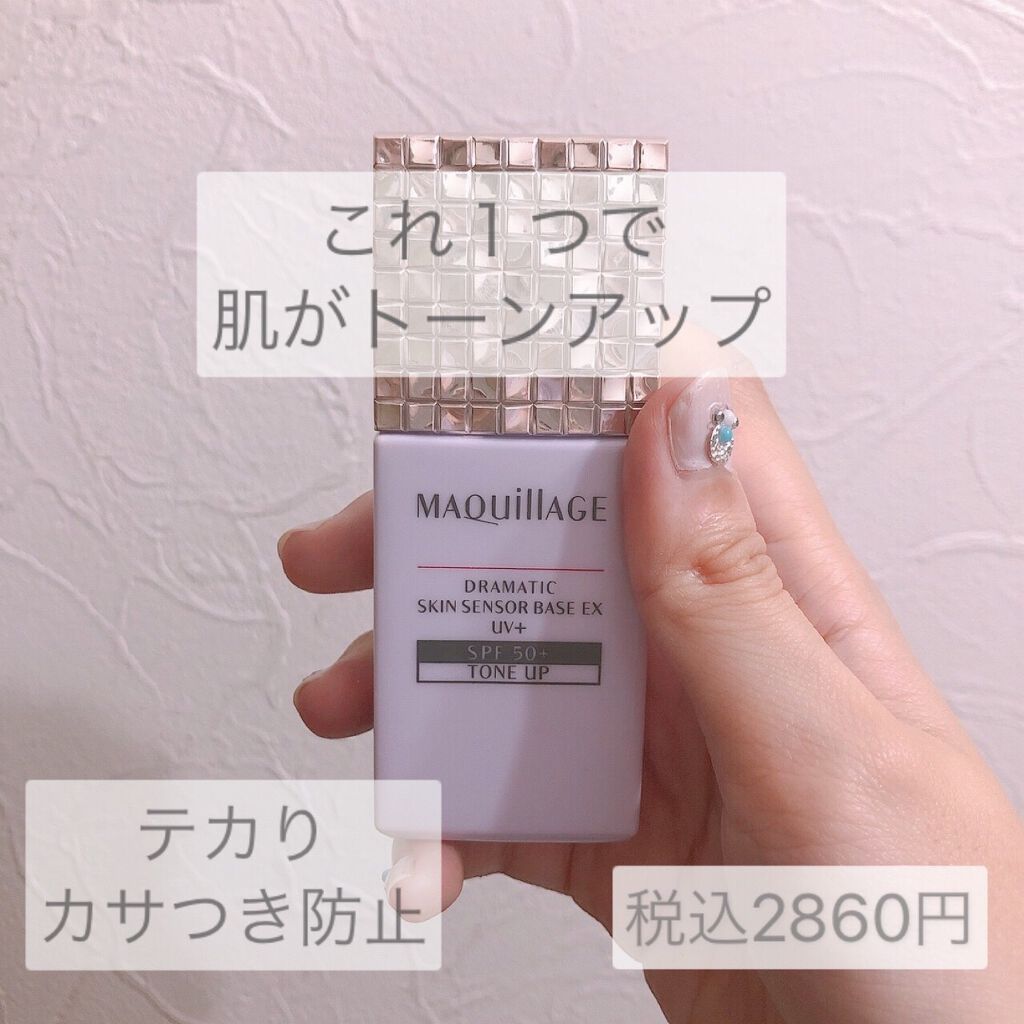 これ1つで
肌がトーンアップ
MAQuillAGE
DRAMATIC
SKIN SENSOR BASE EX
UV+
SPF 50+
TONE UP
テカり
カサつき防止
税込2860円